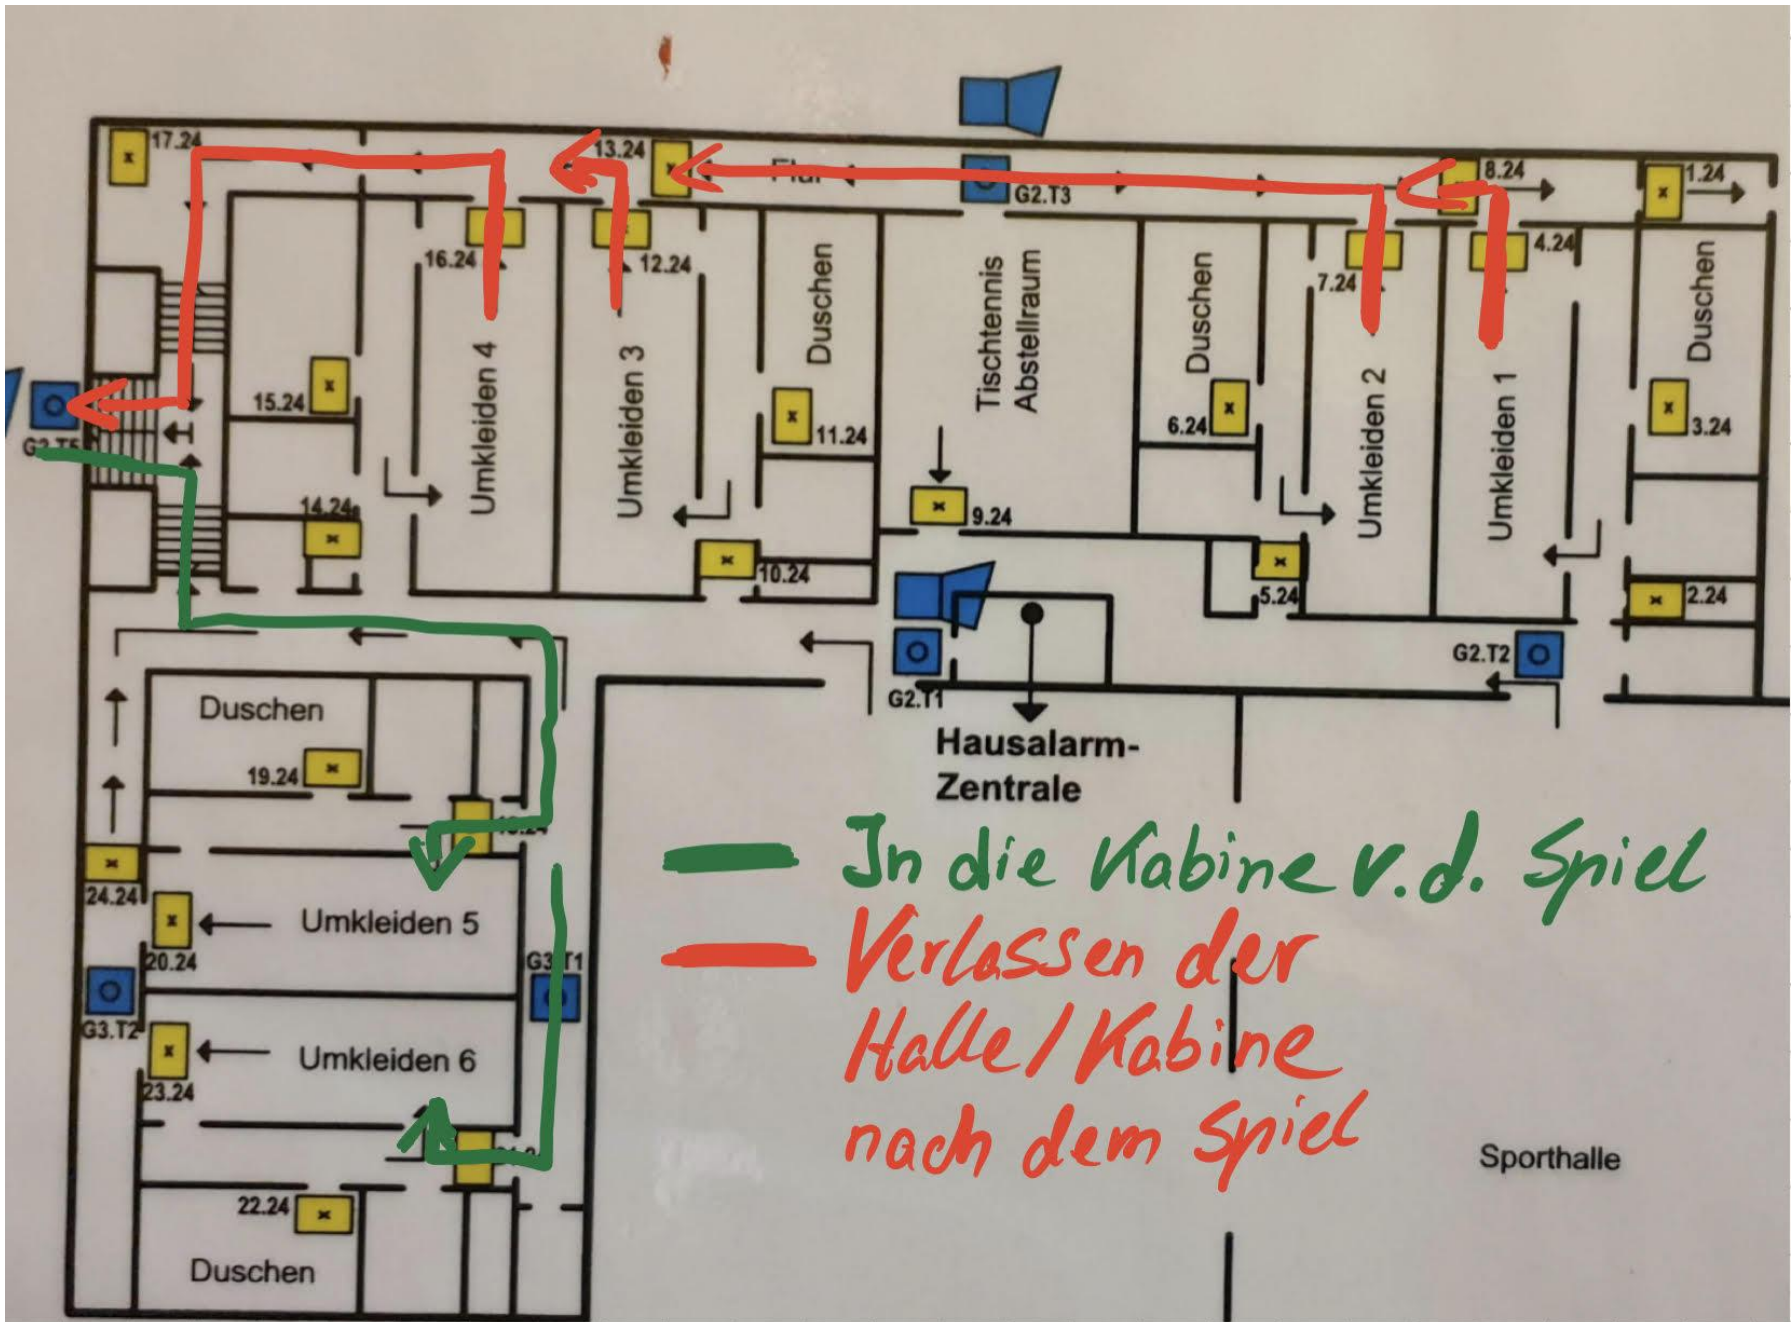 17.24
13.24
Flur
G2.T3
8.24
1.24
16.24
12.24
7.24
4.24
Duschen
Tischtennis
Abstellraum
Duschen
Duschen
Umkleiden 4
Umkleiden 3
Umkleiden 2
Umkleiden 1
15.24
11.24
6.24
3.24
G2.T5
14.24
9.24
10.24
5.24
2.24
G2.T2
G2.T1
Duschen
19.24
Hausalarm-
Zentrale
In die Kabine v.d. Spiel
Verlassen der
Halle/Kabine
nach dem Spiel
24.24
Umkleiden 5
20.24
G3.T1
G3.T2
Umkleiden 6
23.24
22.24
Duschen
Sporthalle